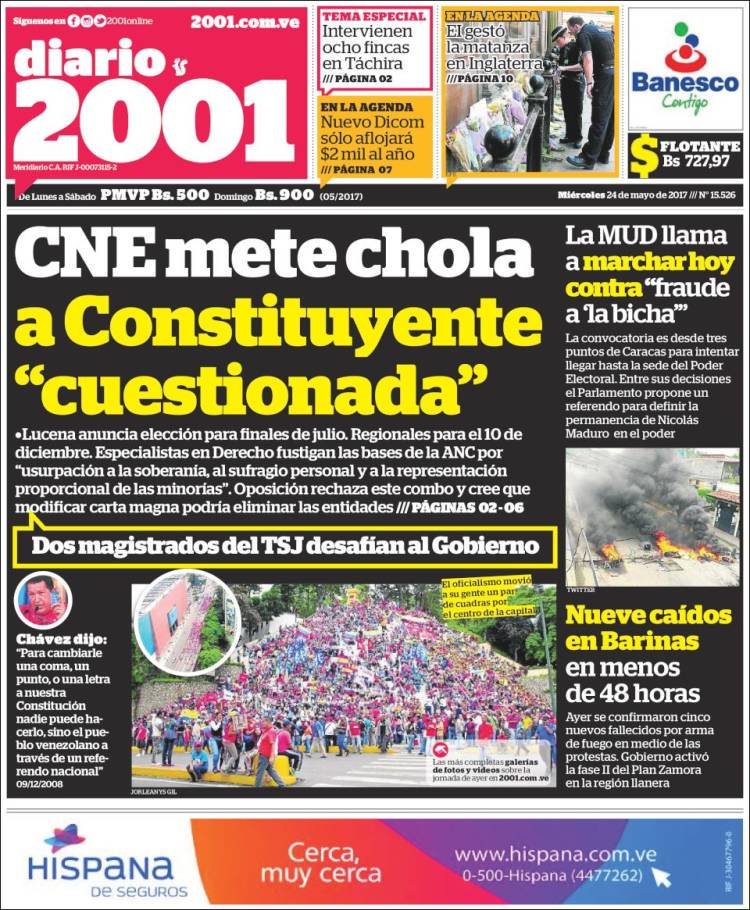 Síguenos en
2001online
2001.com.ve
diario
2001
Meridiario C.A. RIF J-00073115-2
TEMA ESPECIAL
Intervienen
ocho fincas
en Táchira
/// PÁGINA 02
EN LA AGENDA
Nuevo Dicom
sólo aflojará
$2 mil al año
/// PÁGINA 07
EN LA AGENDA
El gestó
la matanza
en Inglaterra
/// PÁGINA 10
Banesco
Contigo
$ FLOTANTE
Bs 727,97
De Lunes a Sábado PMVP Bs. 500 Domingo Bs. 900 (05/2017)
Miércoles 24 de mayo de 2017 /// N° 15.526
CNE mete chola
a Constituyente
“cuestionada”
•Lucena anuncia elección para finales de julio. Regionales para el 10 de
diciembre. Especialistas en Derecho fustigan las bases de la ANC por
“usurpación a la soberanía, al sufragio personal y a la representación
proporcional de las minorías”. Oposición rechaza este combo y cree que
modificar carta magna podría eliminar las entidades /// PÁGINAS 02 - 06
Dos magistrados del TSJ desafían al Gobierno
Chávez dijo:
“Para cambiarle
una coma, un
punto, o una letra
a nuestra
Constitución
nadie puede ha-
cerlo, sino el pueblo
venezolano a
través de un refe-
rendo nacional”
09/12/2008
El oficialismo movió
a su gente un par
de cuadras por
el centro de la capital
Las más completas galerías
de fotos y videos sobre la
jornada de ayer en 2001.com .ve
JORLEANYS GIL
La MUD llama
a marchar hoy
contra “fraude
a ‘la bicha’”
La convocatoria es desde tres
puntos de Caracas para intentar
llegar hasta la sede del Poder
Electoral. Entre sus decisiones
el Parlamento propone un
referendo para definir la
permanencia de Nicolás
Maduro en el poder
TWITTER
Nueve caídos
en Barinas
en menos
de 48 horas
Ayer se confirmaron cinco
nuevos fallecidos por arma
de fuego en medio de las
protestas. Gobierno activó
la fase II del Plan Zamora
en la región llanera
HISPANA
DE SEGUROS
Cerca,
muy cerca
www.hispana.com.ve
0-500-Hispana (4477262)
RIF J-30467796-0